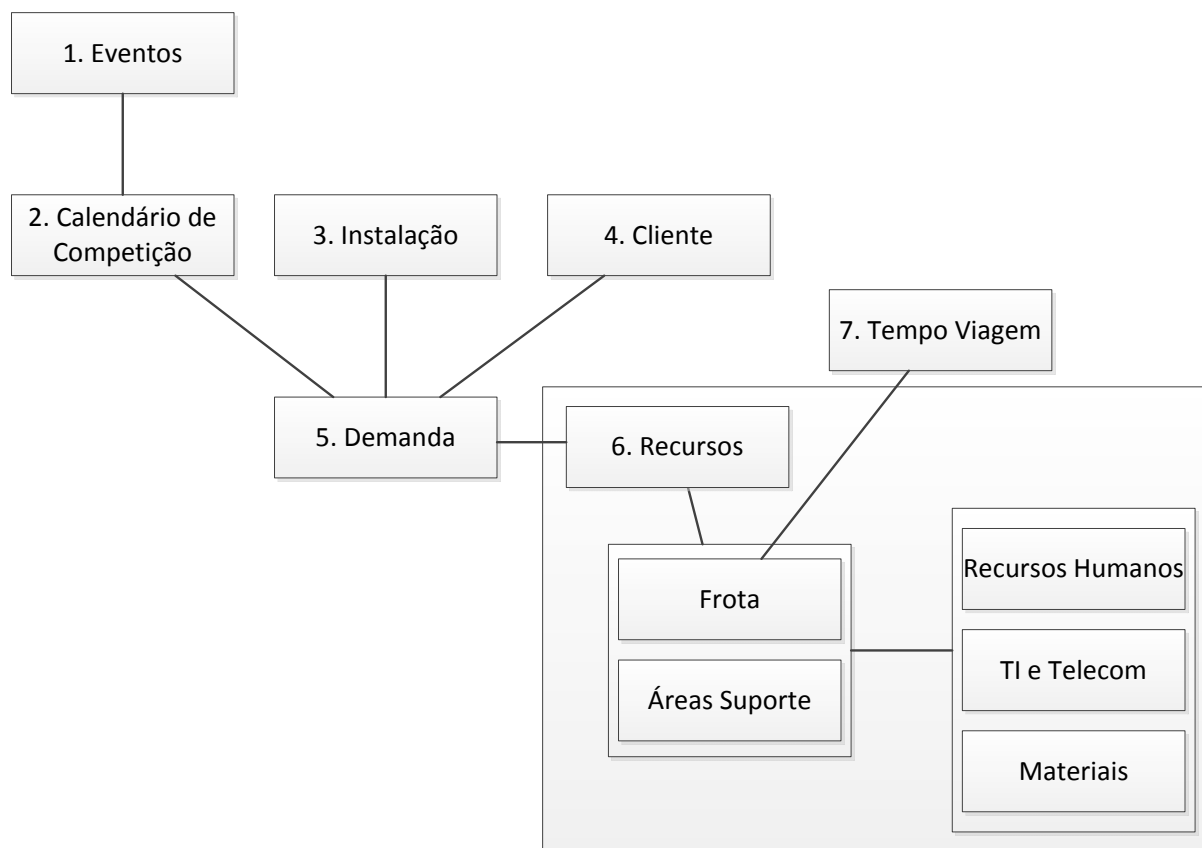 1. Eventos
2. Calendário de
Competição
3. Instalação
4. Cliente
7. Tempo Viagem
5. Demanda
6. Recursos
Frota
Áreas Suporte
Recursos Humanos
TI e Telecom
Materiais